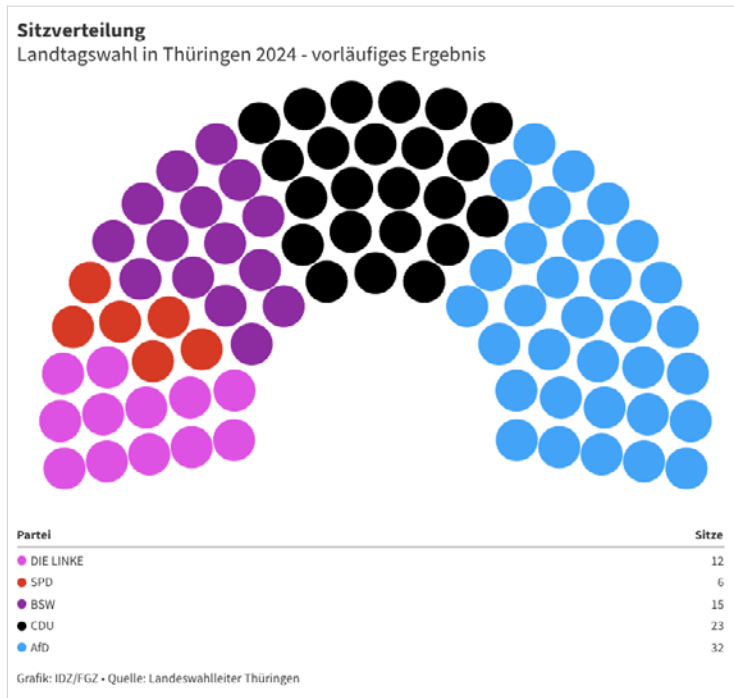 Sitzverteilung
Landtagswahl in Thüringen 2024 - vorläufiges Ergebnis
Partei Sitze
DIE LINKE 12
SPD 6
BSW 15
CDU 23
AfD 32
Grafik: IDZ/FGZ • Quelle: Landeswahlleiter Thüringen